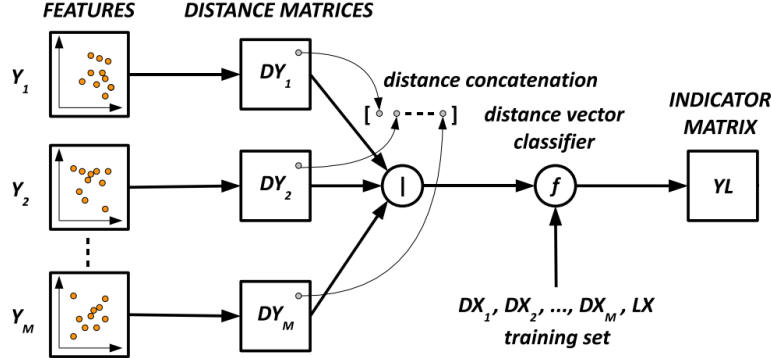 FEATURES
DISTANCE MATRICES
Y1
DY1
distance concatenation
[ ]
distance vector
classifier
INDICATOR
MATRIX
Y2
DY2
|
f
YL
YM
DYM
DX1, DX2, ..., DXM, LX
training set